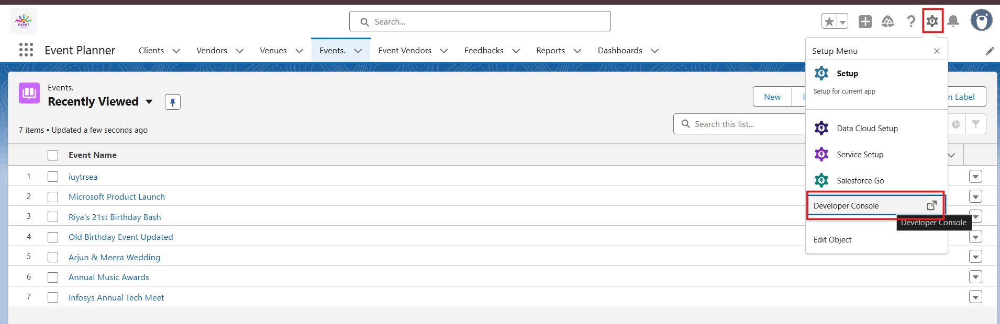 EVENT
Search...
Event Planner
Clients
Vendors
Venues
Events.
Event Vendors
Feedbacks
Reports
Dashboards
Setup Menu
Setup
Setup for current app
Data Cloud Setup
Service Setup
Salesforce Go
Developer Console
Developer Console
Edit Object
Events.
Recently Viewed
New
n Label
7 items • Updated a few seconds ago
Search this list...
Event Name
1 iuytrsea
2 Microsoft Product Launch
3 Riya's 21st Birthday Bash
4 Old Birthday Event Updated
5 Arjun & Meera Wedding
6 Annual Music Awards
7 Infosys Annual Tech Meet